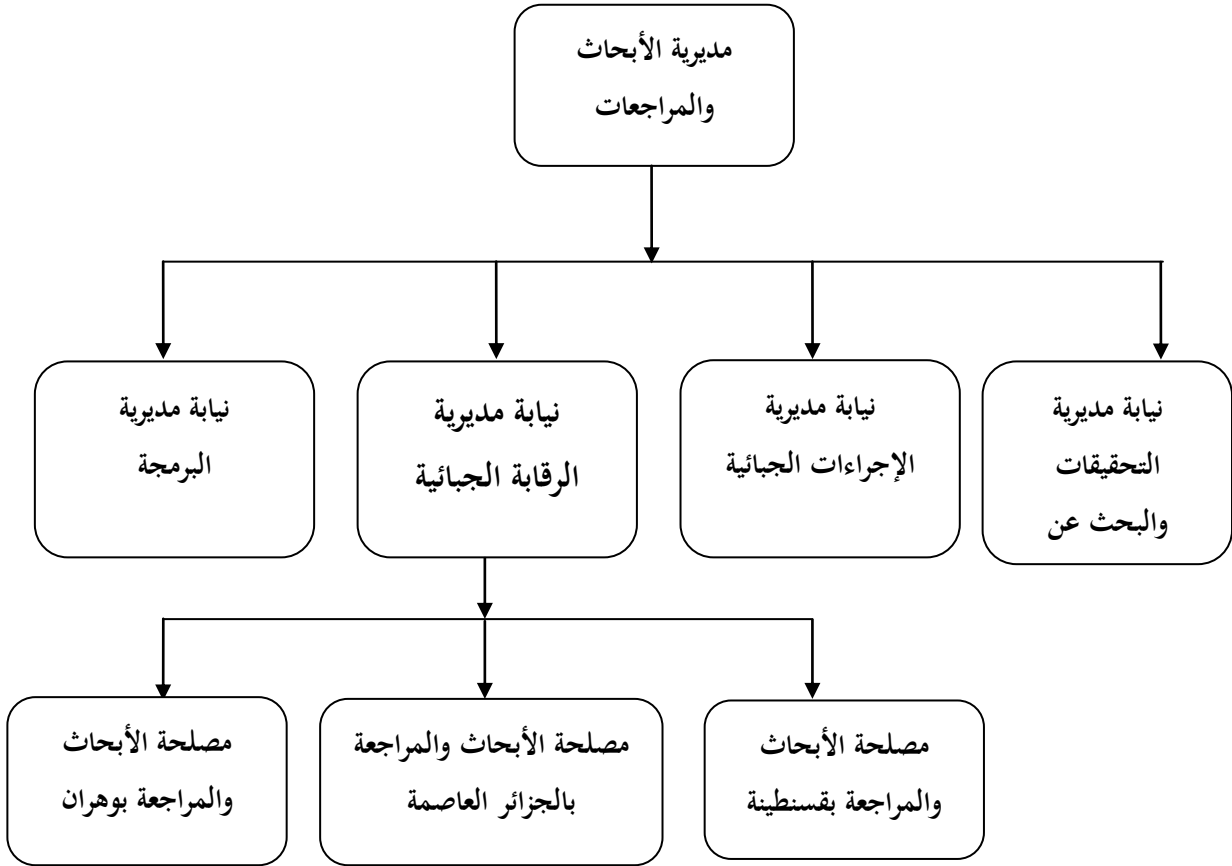 مديرية الأبحاث
والمراجعات
نيابة مديرية
التحقيقات
والبحث عن
نيابة مديرية
الإجراءات الجبائية
نيابة مديرية
الرقابة الجبائية
نيابة مديرية
البرمجة
مصلحة الأبحاث
والمراجعة بقسنطينة
مصلحة الأبحاث والمراجعة
بالجزائر العاصمة
مصلحة الأبحاث
والمراجعة بوهران